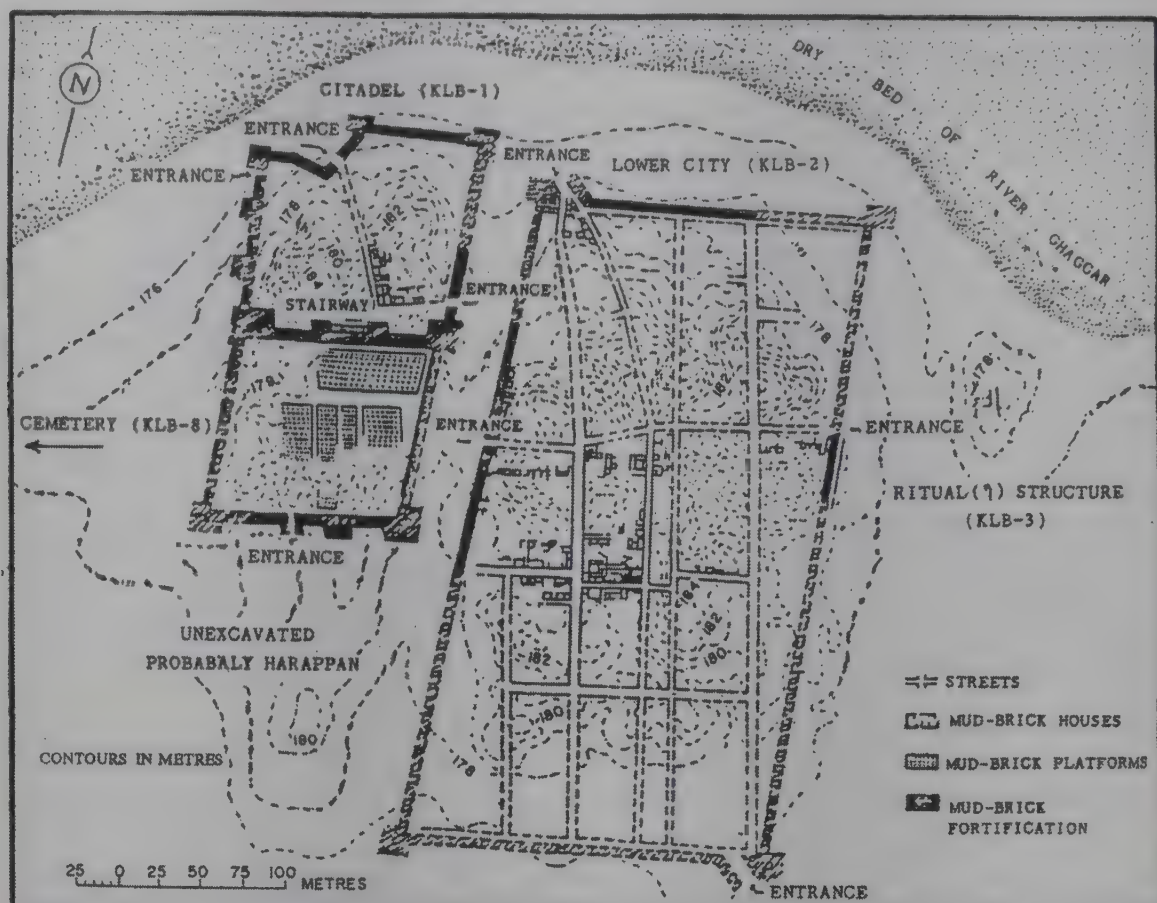 N
DRY
BED
OF
RIVER
GHAGGAR
CITADEL (KLB-1)
ENTRANCE
ENTRANCE
ENTRANCE
LOWER CITY (KLB-2)
178
182
180
184
176
STAIRWAY
ENTRANCE
178
182
178
179
CEMETERY (KLB-8)
ENTRANCE
ENTRANCE
RITUAL(?) STRUCTURE
(KLB-3)
ENTRANCE
UNEXCAVATED
PROBABALY HARAPPAN
184
182
180
182
180
180
178
CONTOURS IN METRES
STREETS
MUD-BRICK HOUSES
MUD-BRICK PLATFORMS
MUD-BRICK
FORTIFICATION
25 0 25 50 75 100 METRES
ENTRANCE